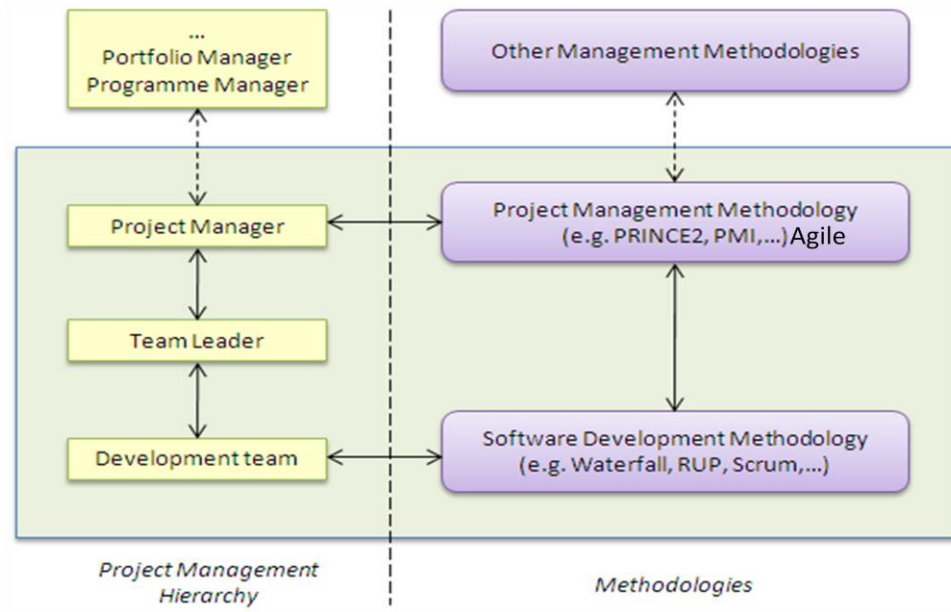 ...
Portfolio Manager
Programme Manager
Other Management Methodologies
Project Manager
Project Management Methodology
(e.g. PRINCE2, PMI,...) Agile
Team Leader
Development team
Software Development Methodology
(e.g. Waterfall, RUP, Scrum,...)
Project Management
Hierarchy
Methodologies